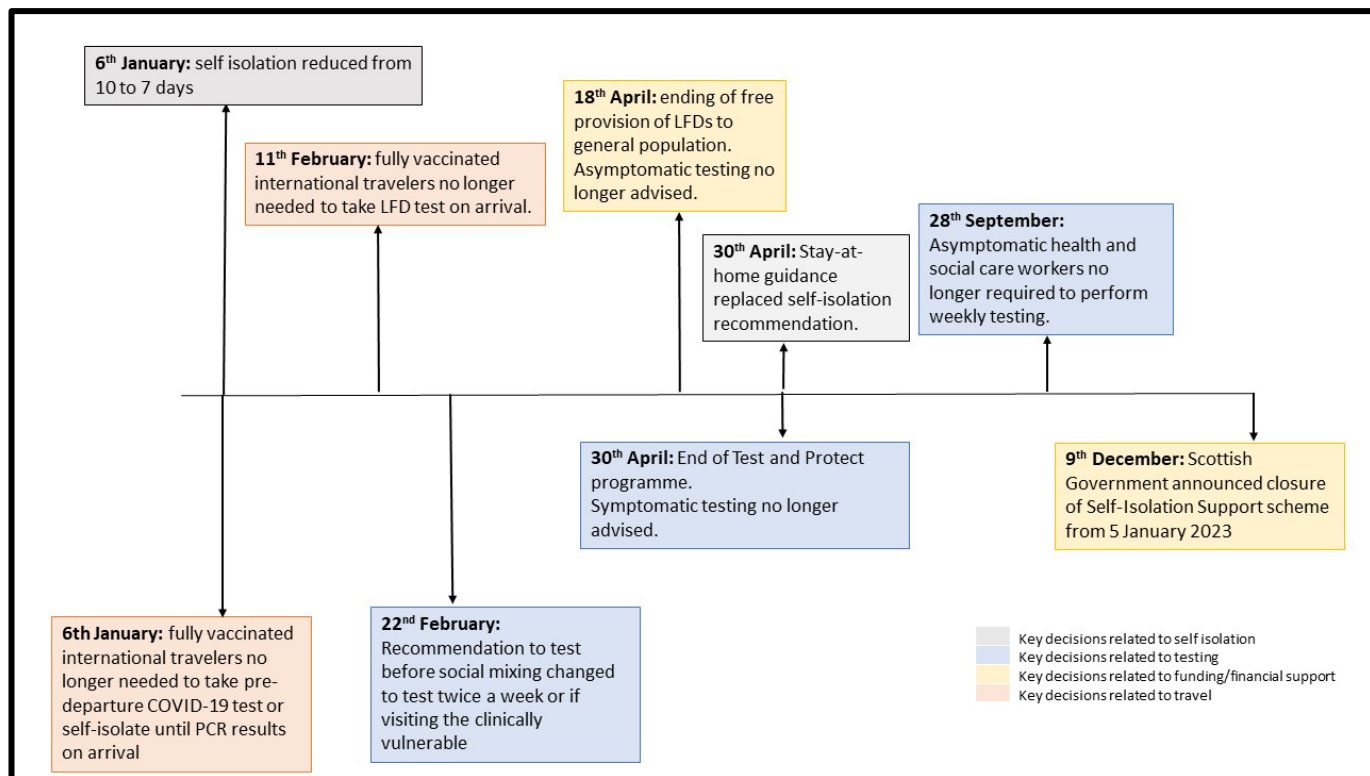 6th January: self isolation reduced from
10 to 7 days
11th February: fully vaccinated
international travelers no longer
needed to take LFD test on arrival.
18th April: ending of free
provision of LFDs to
general population.
Asymptomatic testing no
longer advised.
30th April: Stay-at-
home guidance
replaced self-isolation
recommendation.
28th September:
Asymptomatic health and
social care workers no
longer required to perform
weekly testing.
6th January: fully vaccinated
international travelers no
longer needed to take pre-
departure COVID-19 test or
self-isolate until PCR results
on arrival
22nd February:
Recommendation to test
before social mixing changed
to test twice a week or if
visiting the clinically
vulnerable
30th April: End of Test and Protect
programme.
Symptomatic testing no longer
advised.
9th December: Scottish
Government announced closure
of Self-Isolation Support scheme
from 5 January 2023
Key decisions related to self isolation
Key decisions related to testing
Key decisions related to funding/financial support
Key decisions related to travel